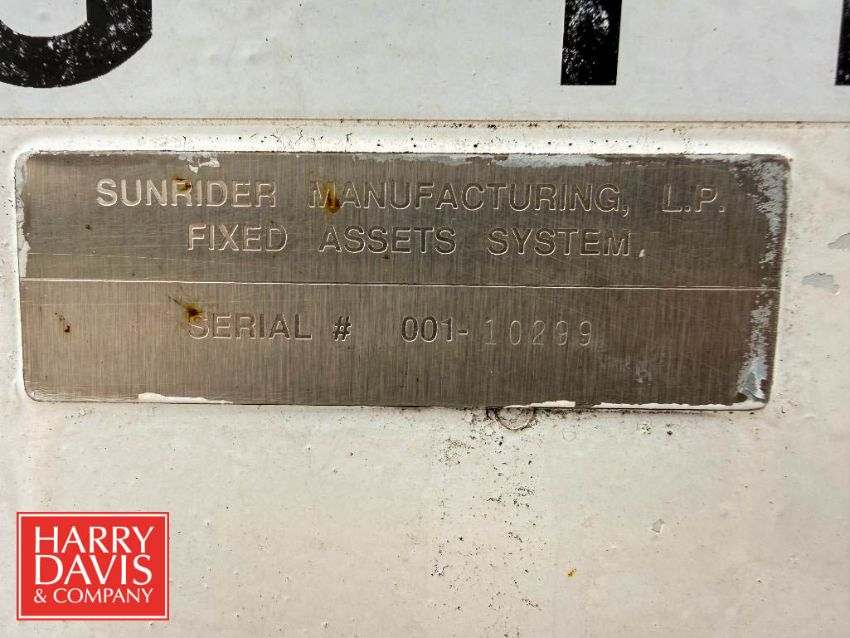 SUNRIDER MANUFACTURING, L.P.
FIXED ASSETS SYSTEM
SERIAL # 001-10299
HARRY
DAVIS
& COMPANY